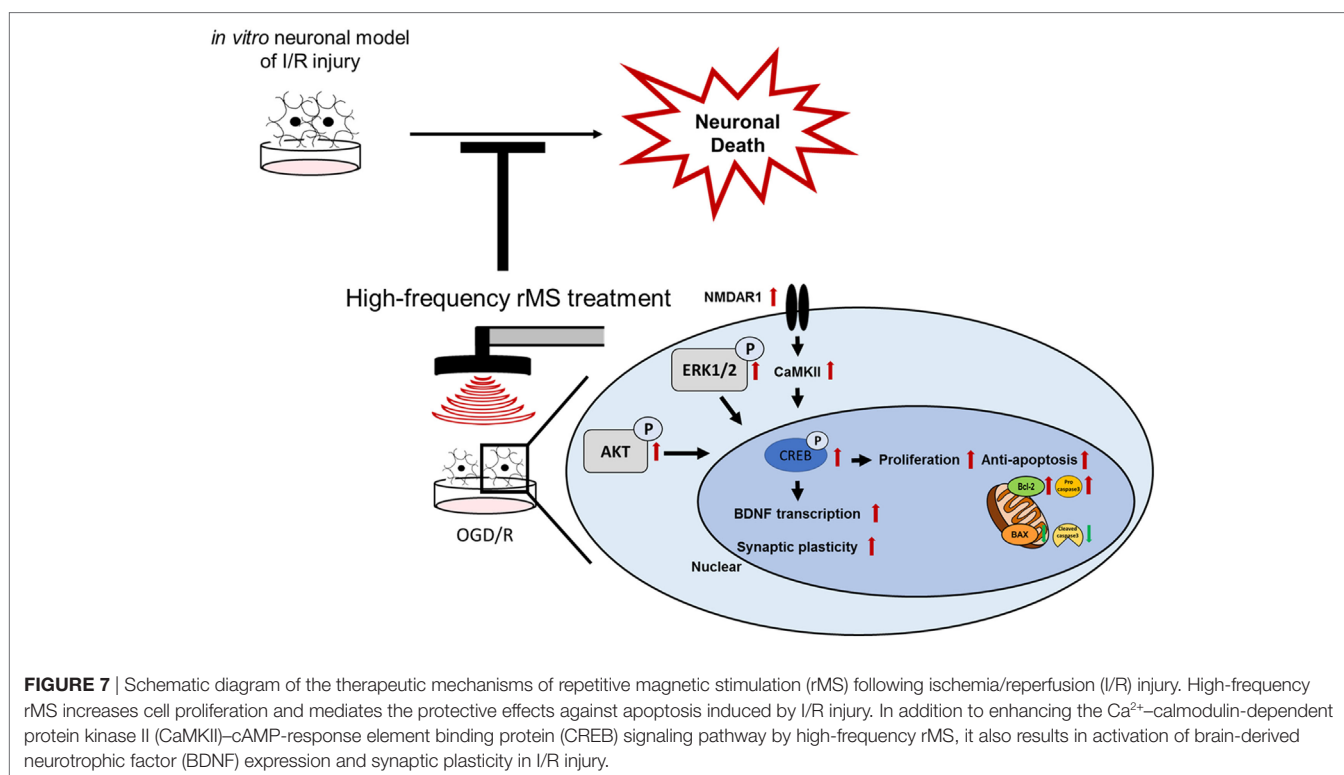 in vitro neuronal model
of I/R injury
Neuronal
Death
High-frequency rMS treatment
NMDAR1
P
ERK1/2
CaMKII
P
AKT
P
CREB
Proliferation
Anti-apoptosis
Bcl-2
Pro
caspase3
BDNF transcription
BAX
Cleaved
caspase3
Synaptic plasticity
Nuclear
OGD/R
FIGURE 7 | Schematic diagram of the therapeutic mechanisms of repetitive magnetic stimulation (rMS) following ischemia/reperfusion (I/R) injury. High-frequency
rMS increases cell proliferation and mediates the protective effects against apoptosis induced by I/R injury. In addition to enhancing the Ca²⁺–calmodulin-dependent
protein kinase II (CaMKII)–cAMP-response element binding protein (CREB) signaling pathway by high-frequency rMS, it also results in activation of brain-derived
neurotrophic factor (BDNF) expression and synaptic plasticity in I/R injury.